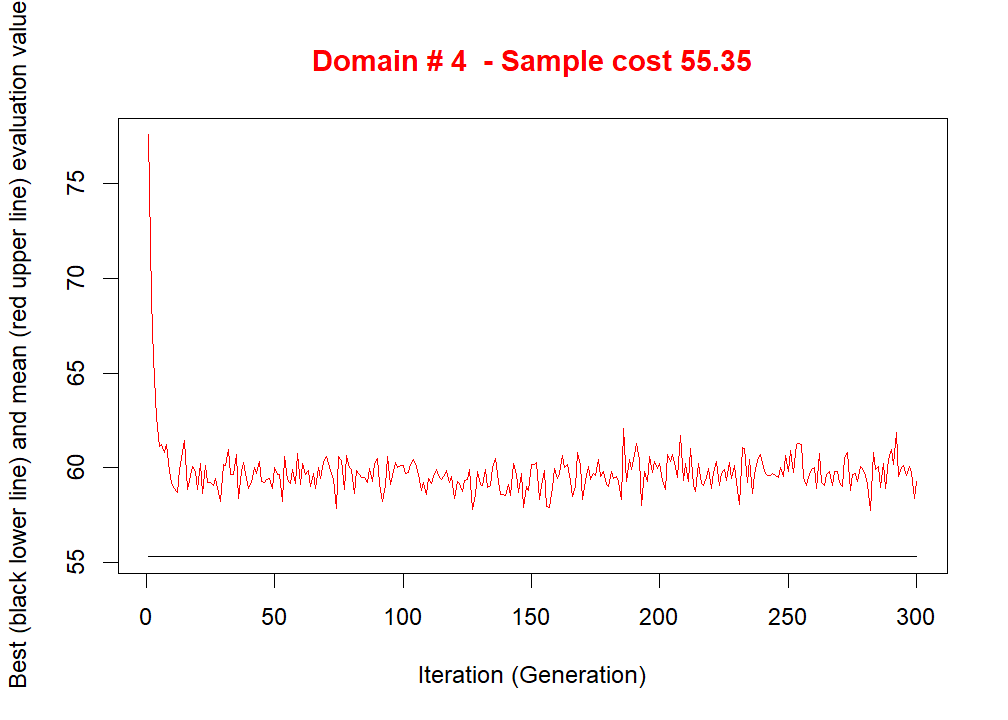 Domain # 4  - Sample cost 55.35
Best (black lower line) and mean (red upper line) evaluation value
75
70
65
60
55
0 50 100 150 200 250 300
Iteration (Generation)